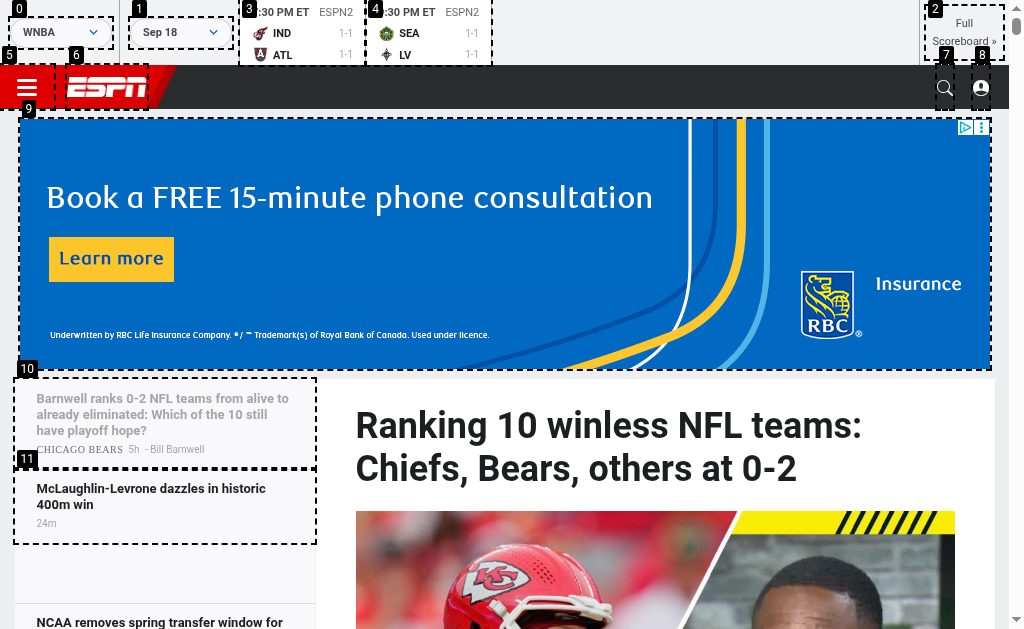 0
1
2
3
4
WNBA
Sep 18
:30 PM ET ESPN2
IND 1-1
ATL 1-1
:30 PM ET ESPN2
SEA 1-1
LV 1-1
Full
Scoreboard »
5
6
7
8
ESPN
9
Book a FREE 15-minute phone consultation
Learn more
Insurance
RBC
®
Underwritten by RBC Life Insurance Company. ® / ™ Trademark(s) of Royal Bank of Canada. Used under licence.
10
Barnwell ranks 0-2 NFL teams from alive to
already eliminated: Which of the 10 still
have playoff hope?
CHICAGO BEARS 5h - Bill Barnwell
11
McLaughlin-Levrone dazzles in historic
400m win
24m
NCAA removes spring transfer window for
Ranking 10 winless NFL teams:
Chiefs, Bears, others at 0-2
KC